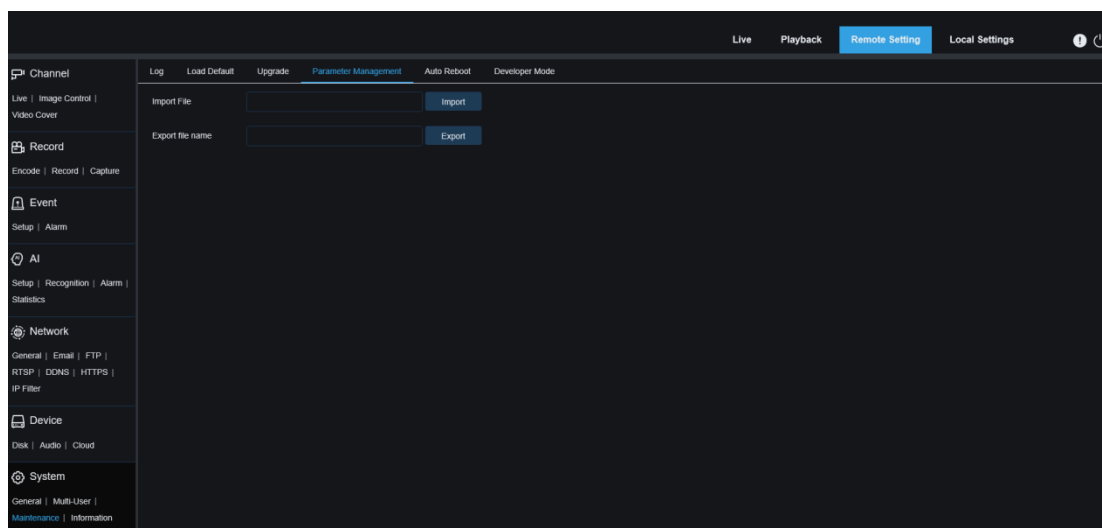 Live Playback Remote Setting Local Settings
Channel
Live | Image Control |
Video Cover
Record
Encode | Record | Capture
Event
Setup | Alarm
AI
Setup | Recognition | Alarm |
Statistics
Network
General | Email | FTP |
RTSP | DDNS | HTTPS |
IP Filter
Device
Disk | Audio | Cloud
System
General | Multi-User |
Maintenance | Information
Log Load Default Upgrade Parameter Management Auto Reboot Developer Mode
Import File Import
Export file name Export